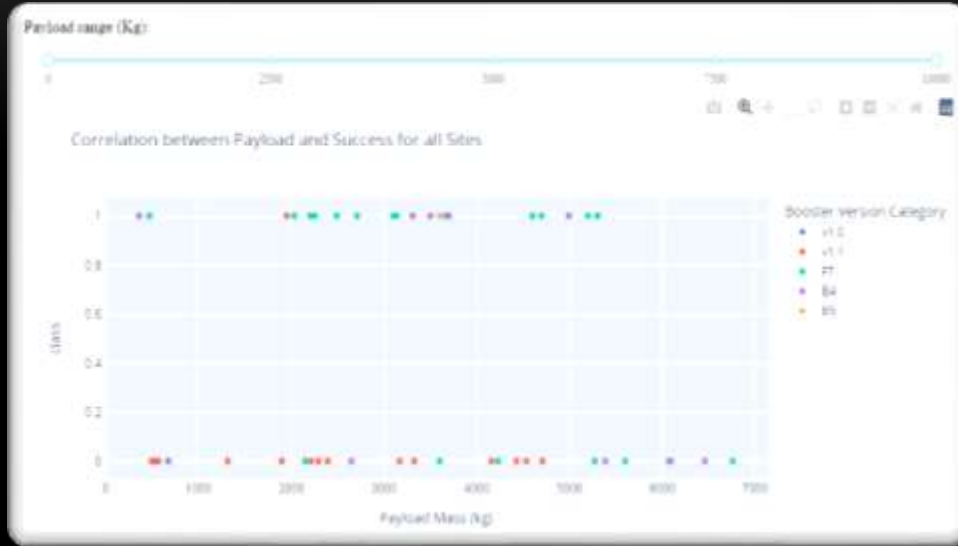 Payload range (Kg):
0 2500 5000 7500 10000
Correlation between Payload and Success for all Sites
1
0.8
0.6
0.4
0.2
0
class
0 1000 2000 3000 4000 5000 6000 7000
Payload Mass (kg)
Booster Version Category
v1.0
v1.1
FT
B4
B5